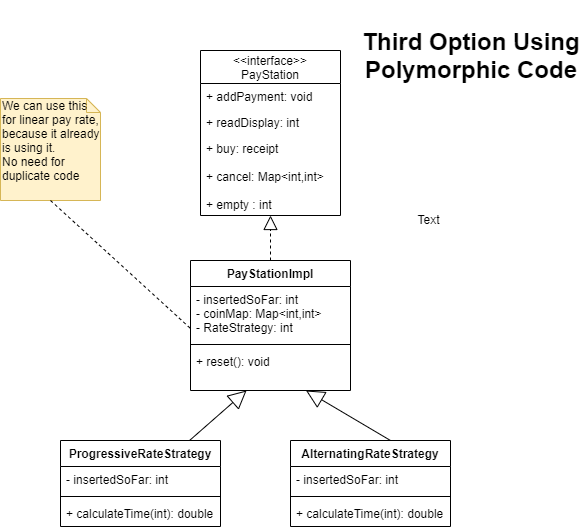 Third Option Using
Polymorphic Code
<<interface>>
PayStation
+ addPayment: void
+ readDisplay: int
+ buy: receipt
+ cancel: Map<int,int>
+ empty : int
We can use this
for linear pay rate,
because it already
is using it.
No need for
duplicate code
Text
PayStationImpl
- insertedSoFar: int
- coinMap: Map<int,int>
- RateStrategy: int
+ reset(): void
ProgressiveRateStrategy
- insertedSoFar: int
+ calculateTime(int): double
AlternatingRateStrategy
- insertedSoFar: int
+ calculateTime(int): double